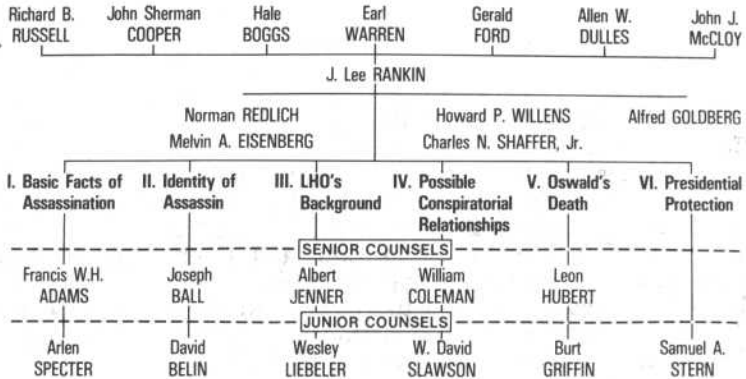 Richard B. John Sherman Hale Earl Gerald Allen W. John J.
RUSSELL COOPER BOGGS WARREN FORD DULLES McCLOY
J. Lee RANKIN
Norman REDLICH Howard P. WILLENS Alfred GOLDBERG
Melvin A. EISENBERG Charles N. SHAFFER, Jr.
I. Basic Facts of II. Identity of III. LHO's IV. Possible V. Oswald's VI. Presidential
Assassination Assassin Background Conspiratorial Death Protection
Relationships
SENIOR COUNSELS
Francis W.H. Joseph Albert William Leon
ADAMS BALL JENNER COLEMAN HUBERT
JUNIOR COUNSELS
Arlen David Wesley W. David Burt Samuel A.
SPECTER BELIN LIEBELER SLAWSON GRIFFIN STERN